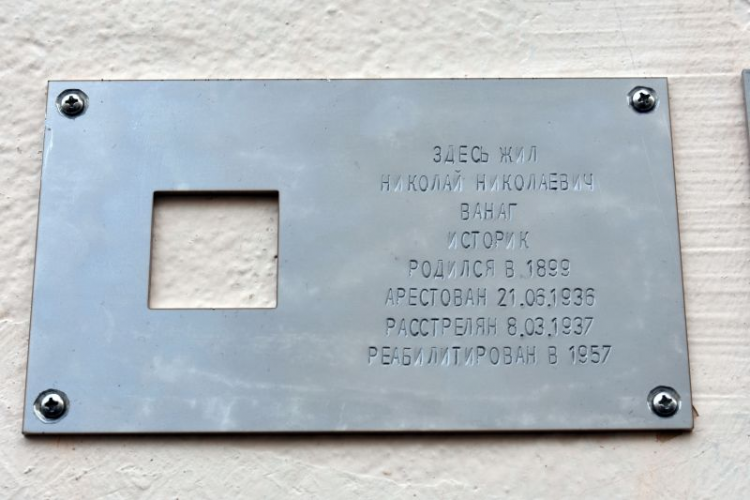 ЗДЕСЬ ЖИЛ
НИКОЛАЙ НИКОЛАЕВИЧ
ВАНАГ
ИСТОРИК
РОДИЛСЯ В 1899
АРЕСТОВАН 21.06.1936
РАССТРЕЛЯН 8.03.1937
РЕАБИЛИТИРОВАН В 1957